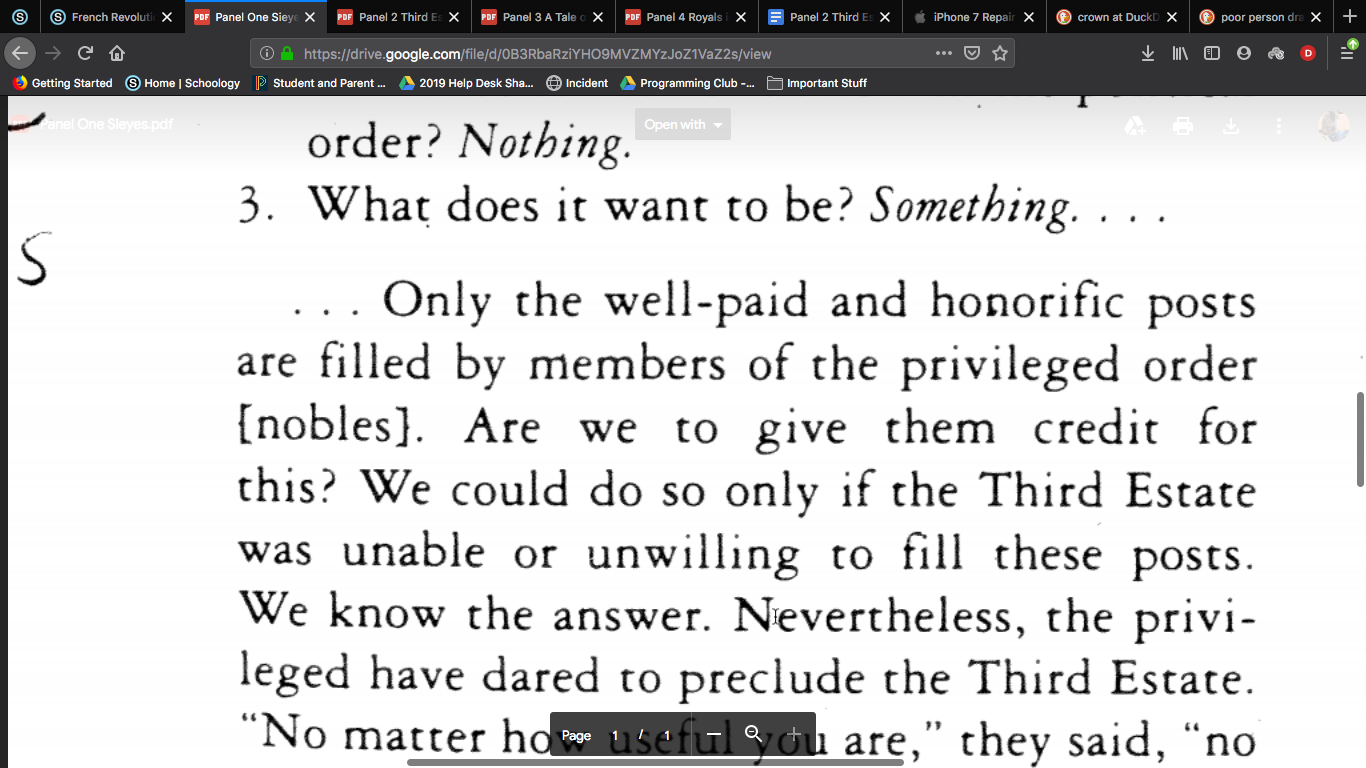 French Revoluti
Panel One Sieye
Panel 2 Third Es
Panel 3 A Tale o
Panel 4 Royals i
Panel 2 Third Es
iPhone 7 Repair
crown at DuckD
poor person dra
https://drive.google.com/file/d/0B3RbaRziYHO9MVZMYzJoZ1VaZ2s/view
D
Getting Started
Home | Schoology
Student and Parent ...
2019 Help Desk Sha...
Incident
Programming Club -...
Important Stuff
Panel One Sieyes.pdf
Open with
order? Nothing.
3. What does it want to be? Something. . . .
S
. . . Only the well-paid and honorific posts
are filled by members of the privileged order
[nobles]. Are we to give them credit for
this? We could do so only if the Third Estate
was unable or unwilling to fill these posts.
We know the answer. Nevertheless, the privi-
leged have dared to preclude the Third Estate.
“No matter how useful you are,” they said, “no
Page 1 / 1